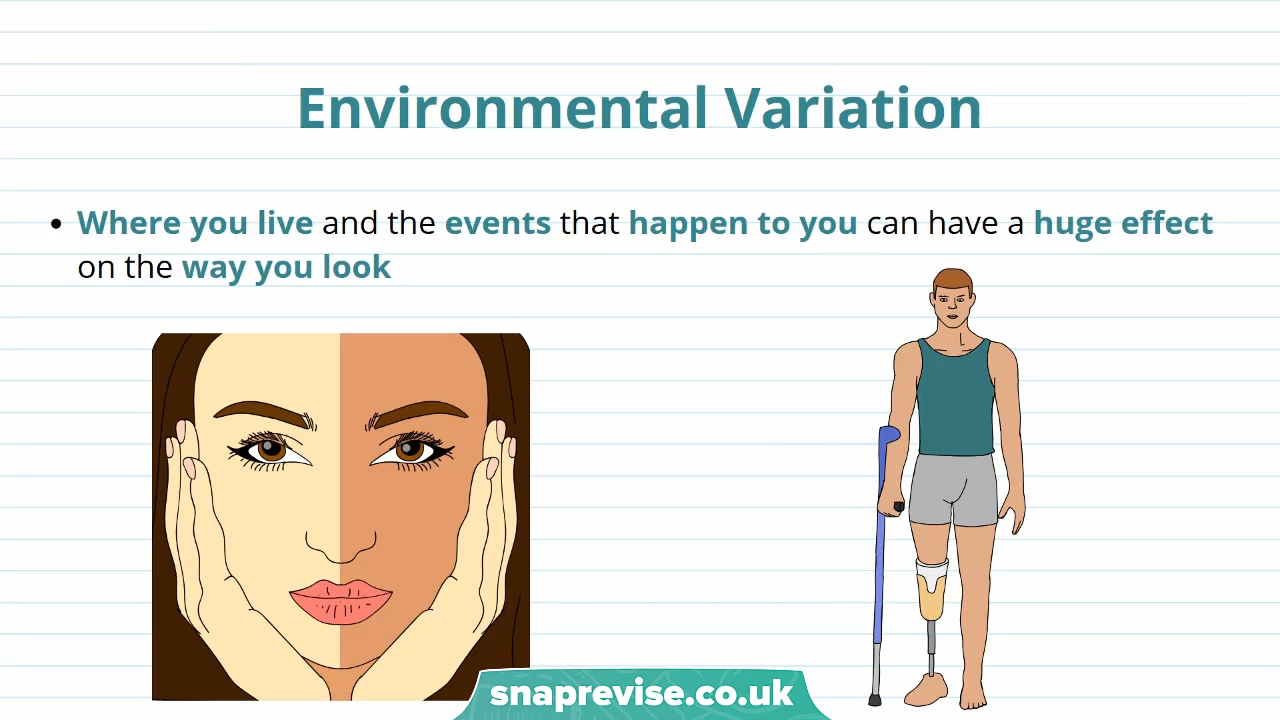 Environmental Variation
• Where you live and the events that happen to you can have a huge effect
on the way you look
snaprevise.co.uk